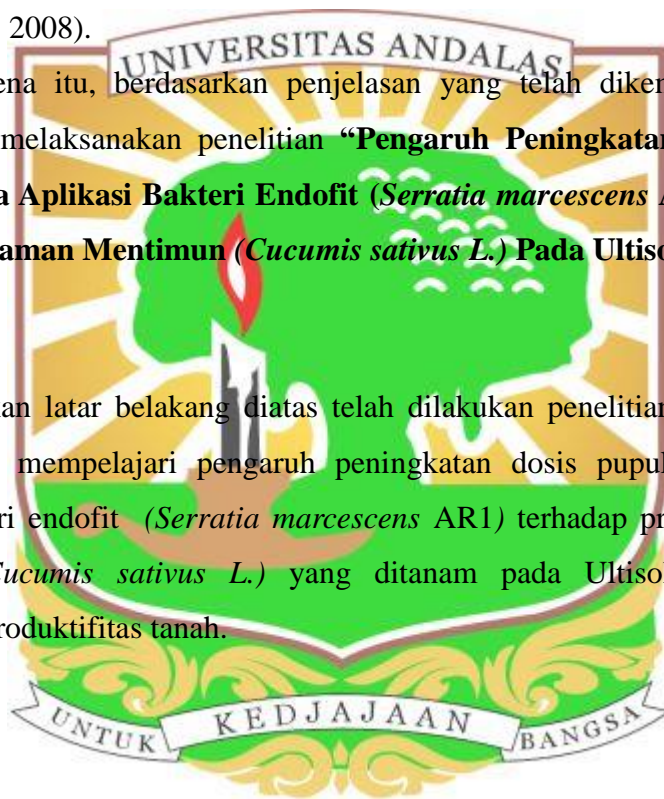 2008).
UNIVERSITAS ANDALAS
ena itu, berdasarkan penjelasan yang telah diken
melaksanakan penelitian “Pengaruh Peningkatan
a Aplikasi Bakteri Endofit (Serratia marcescens A
aman Mentimun (Cucumis sativus L.) Pada Ultiso
an latar belakang diatas telah dilakukan penelitian
mempelajari pengaruh peningkatan dosis pupuk
ri endofit (Serratia marcescens AR1) terhadap pr
Cucumis sativus L.) yang ditanam pada Ultisol
roduktifitas tanah.
UNTUK KEDJAJAAN BANGSA